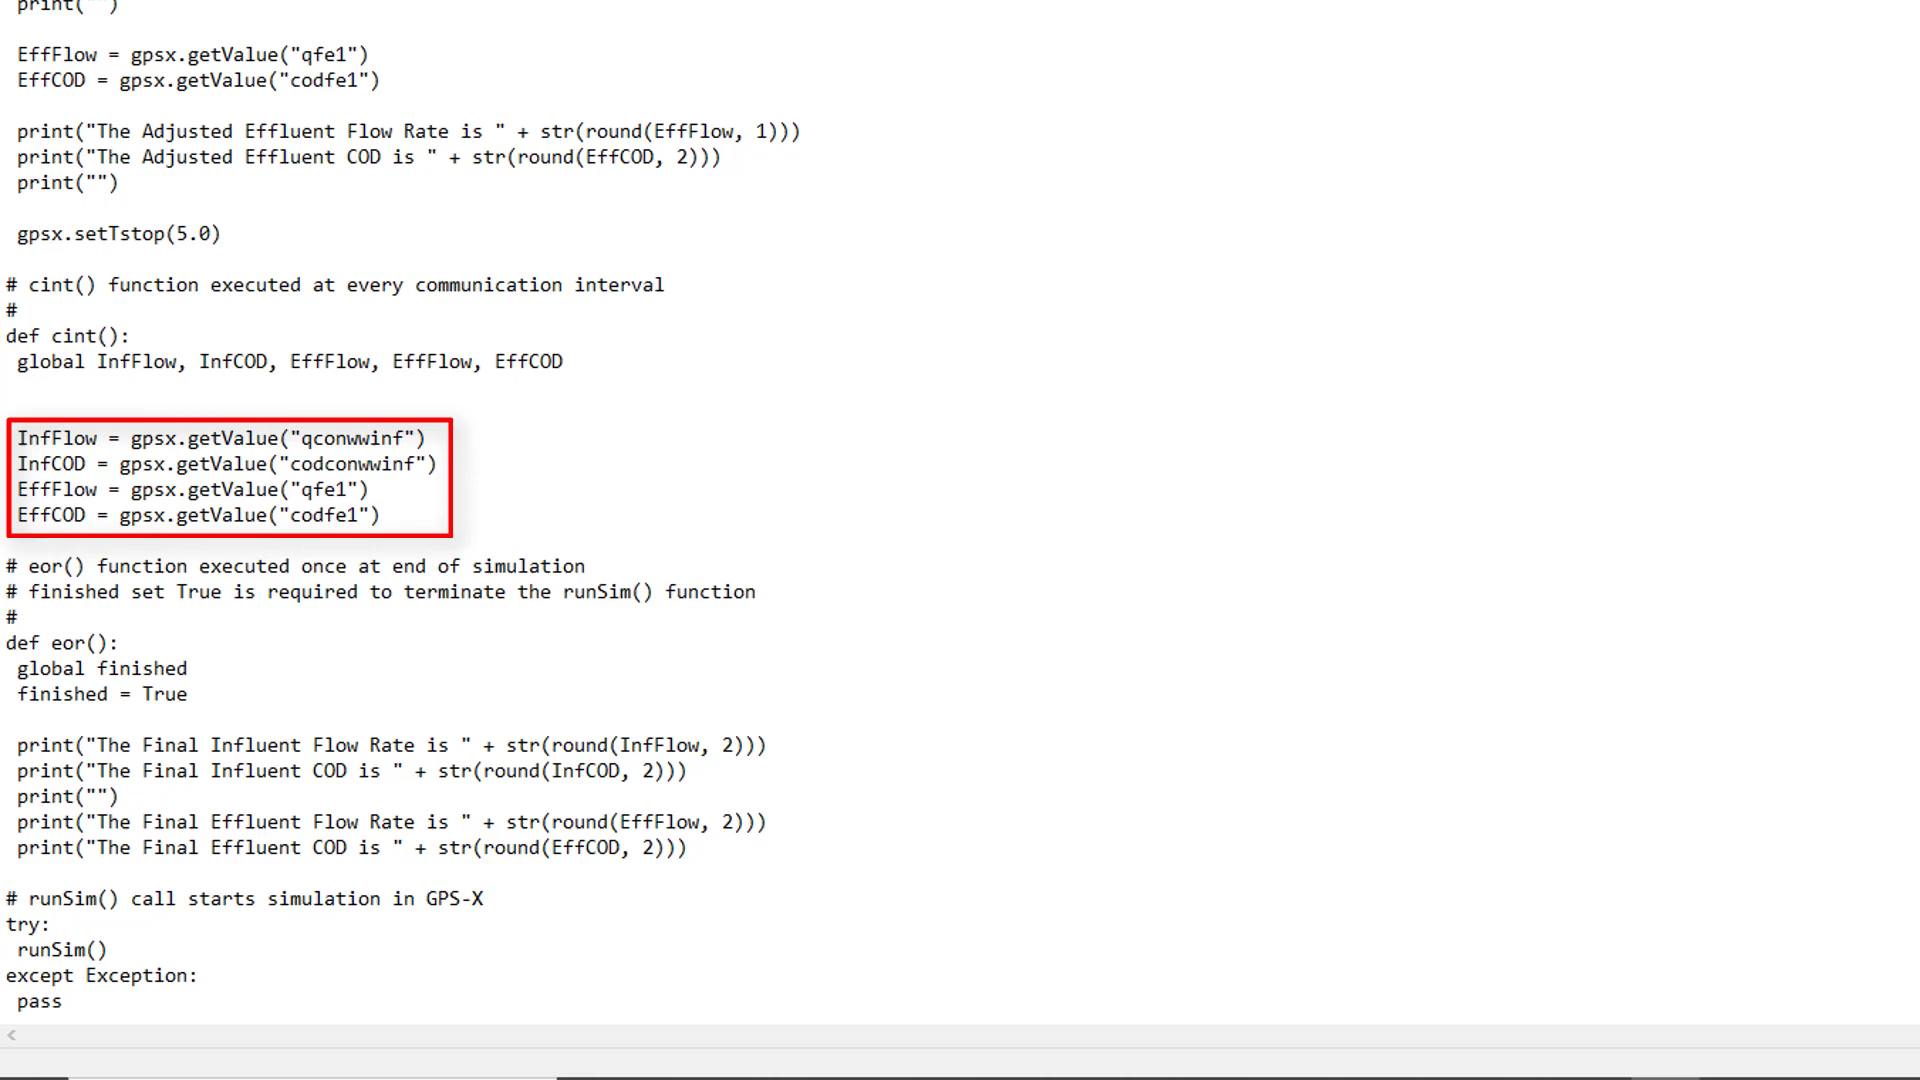 print("")
EffFlow = gpsx.getValue("qfe1")
EffCOD = gpsx.getValue("codfe1")
print("The Adjusted Effluent Flow Rate is " + str(round(EffFlow, 1)))
print("The Adjusted Effluent COD is " + str(round(EffCOD, 2)))
print("")
gpsx.setTstop(5.0)
# cint() function executed at every communication interval
#
def cint():
global InfFlow, InfCOD, EffFlow, EffFlow, EffCOD
InfFlow = gpsx.getValue("qconwwinf")
InfCOD = gpsx.getValue("codconwwinf")
EffFlow = gpsx.getValue("qfe1")
EffCOD = gpsx.getValue("codfe1")
# eor() function executed once at end of simulation
# finished set True is required to terminate the runSim() function
#
def eor():
global finished
finished = True
print("The Final Influent Flow Rate is " + str(round(InfFlow, 2)))
print("The Final Influent COD is " + str(round(InfCOD, 2)))
print("")
print("The Final Effluent Flow Rate is " + str(round(EffFlow, 2)))
print("The Final Effluent COD is " + str(round(EffCOD, 2)))
# runSim() call starts simulation in GPS-X
try:
runSim()
except Exception:
pass